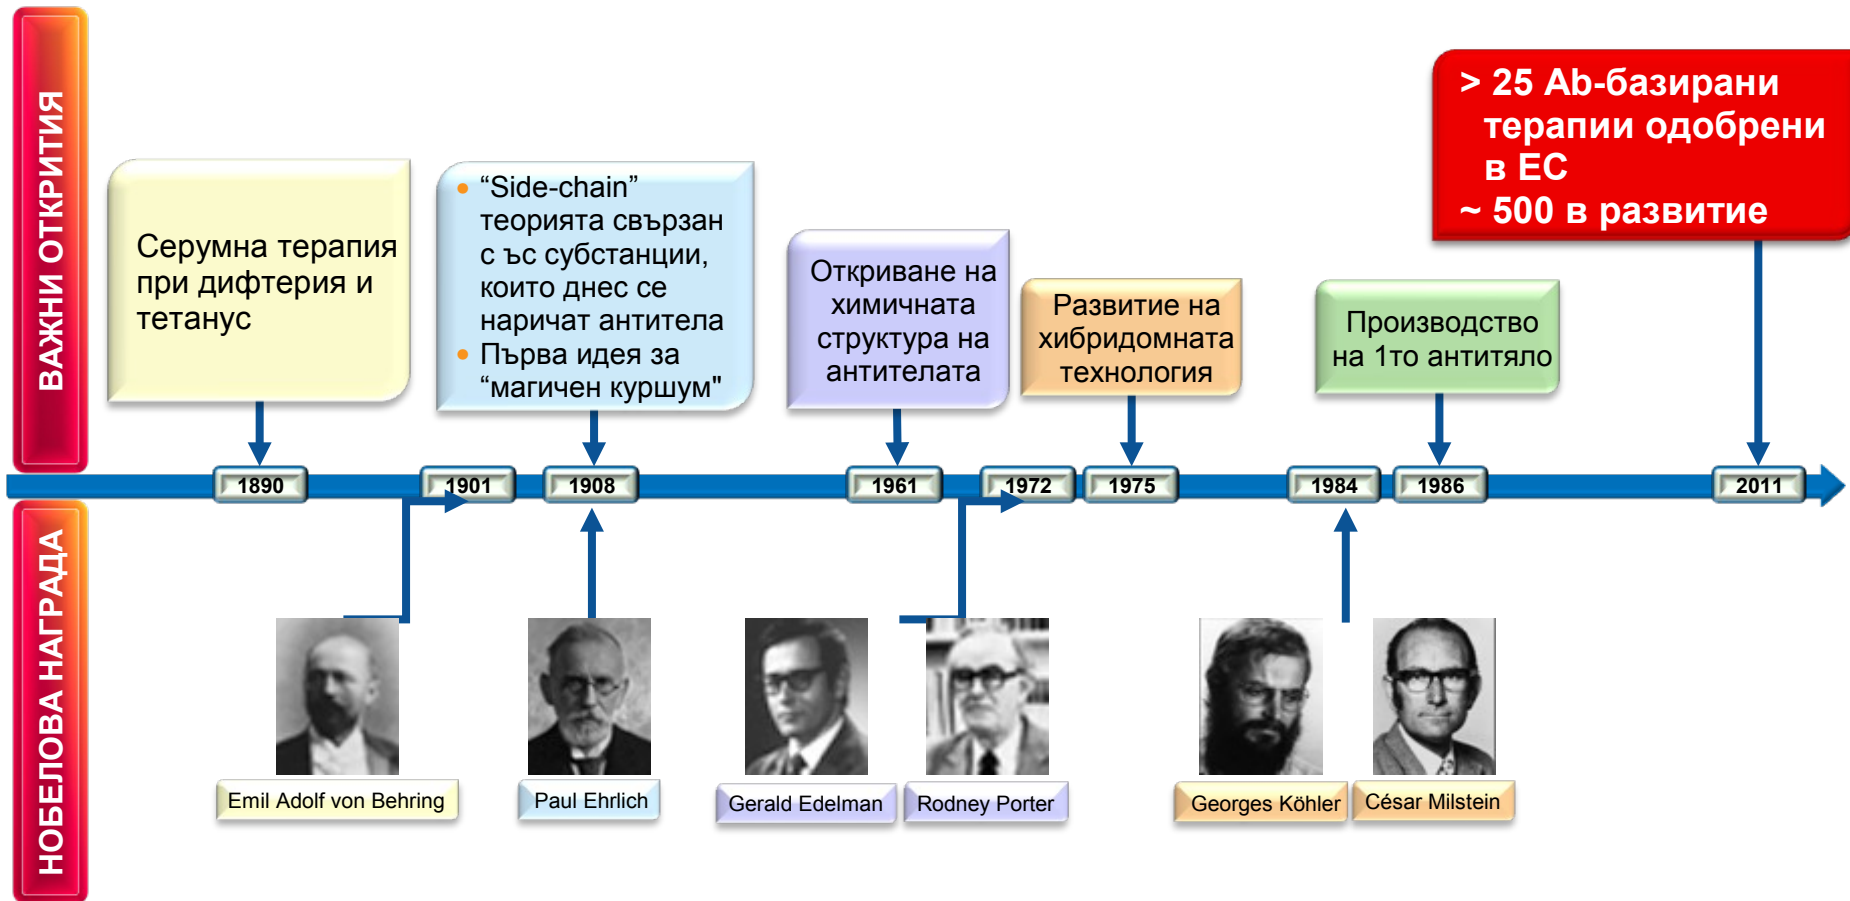 ВАЖНИ ОТКРИТИЯ
Серумна терапия
при дифтерия и
тетанус
• “Side-chain”
теорията свързан
с ъс субстанции,
които днес се
наричат антитела
• Първа идея за
“магичен куршум"
Откриване на
химичната
структура на
антителата
Развитие на
хибридомната
технология
Производство
на 1то антитяло
> 25 Ab-базирани
терапии одобрени
в ЕС
~ 500 в развитие
1890
1901
1908
1961
1972
1975
1984
1986
2011
НОБЕЛОВА НАГРАДА
Emil Adolf von Behring
Paul Ehrlich
Gerald Edelman
Rodney Porter
Georges Köhler
César Milstein